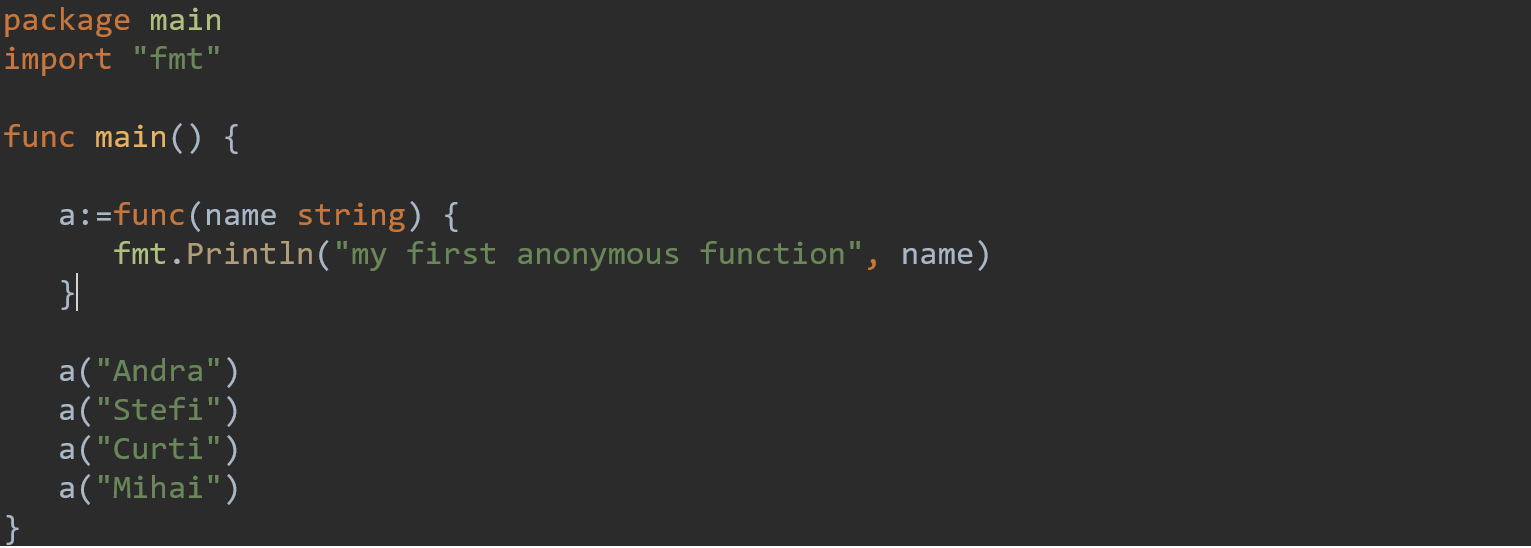 package main
import "fmt"
func main() {
a:=func(name string) {
fmt.Println("my first anonymous function", name)
}
a("Andra")
a("Stefi")
a("Curti")
a("Mihai")
}